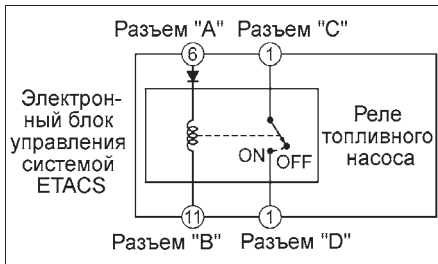 Разъем "A" Разъем "C"
6 1
Электрон-
ный блок
управления
системой
ETACS
Реле
топливного
насоса
ON OFF
11 1
Разъем "B" Разъем "D"